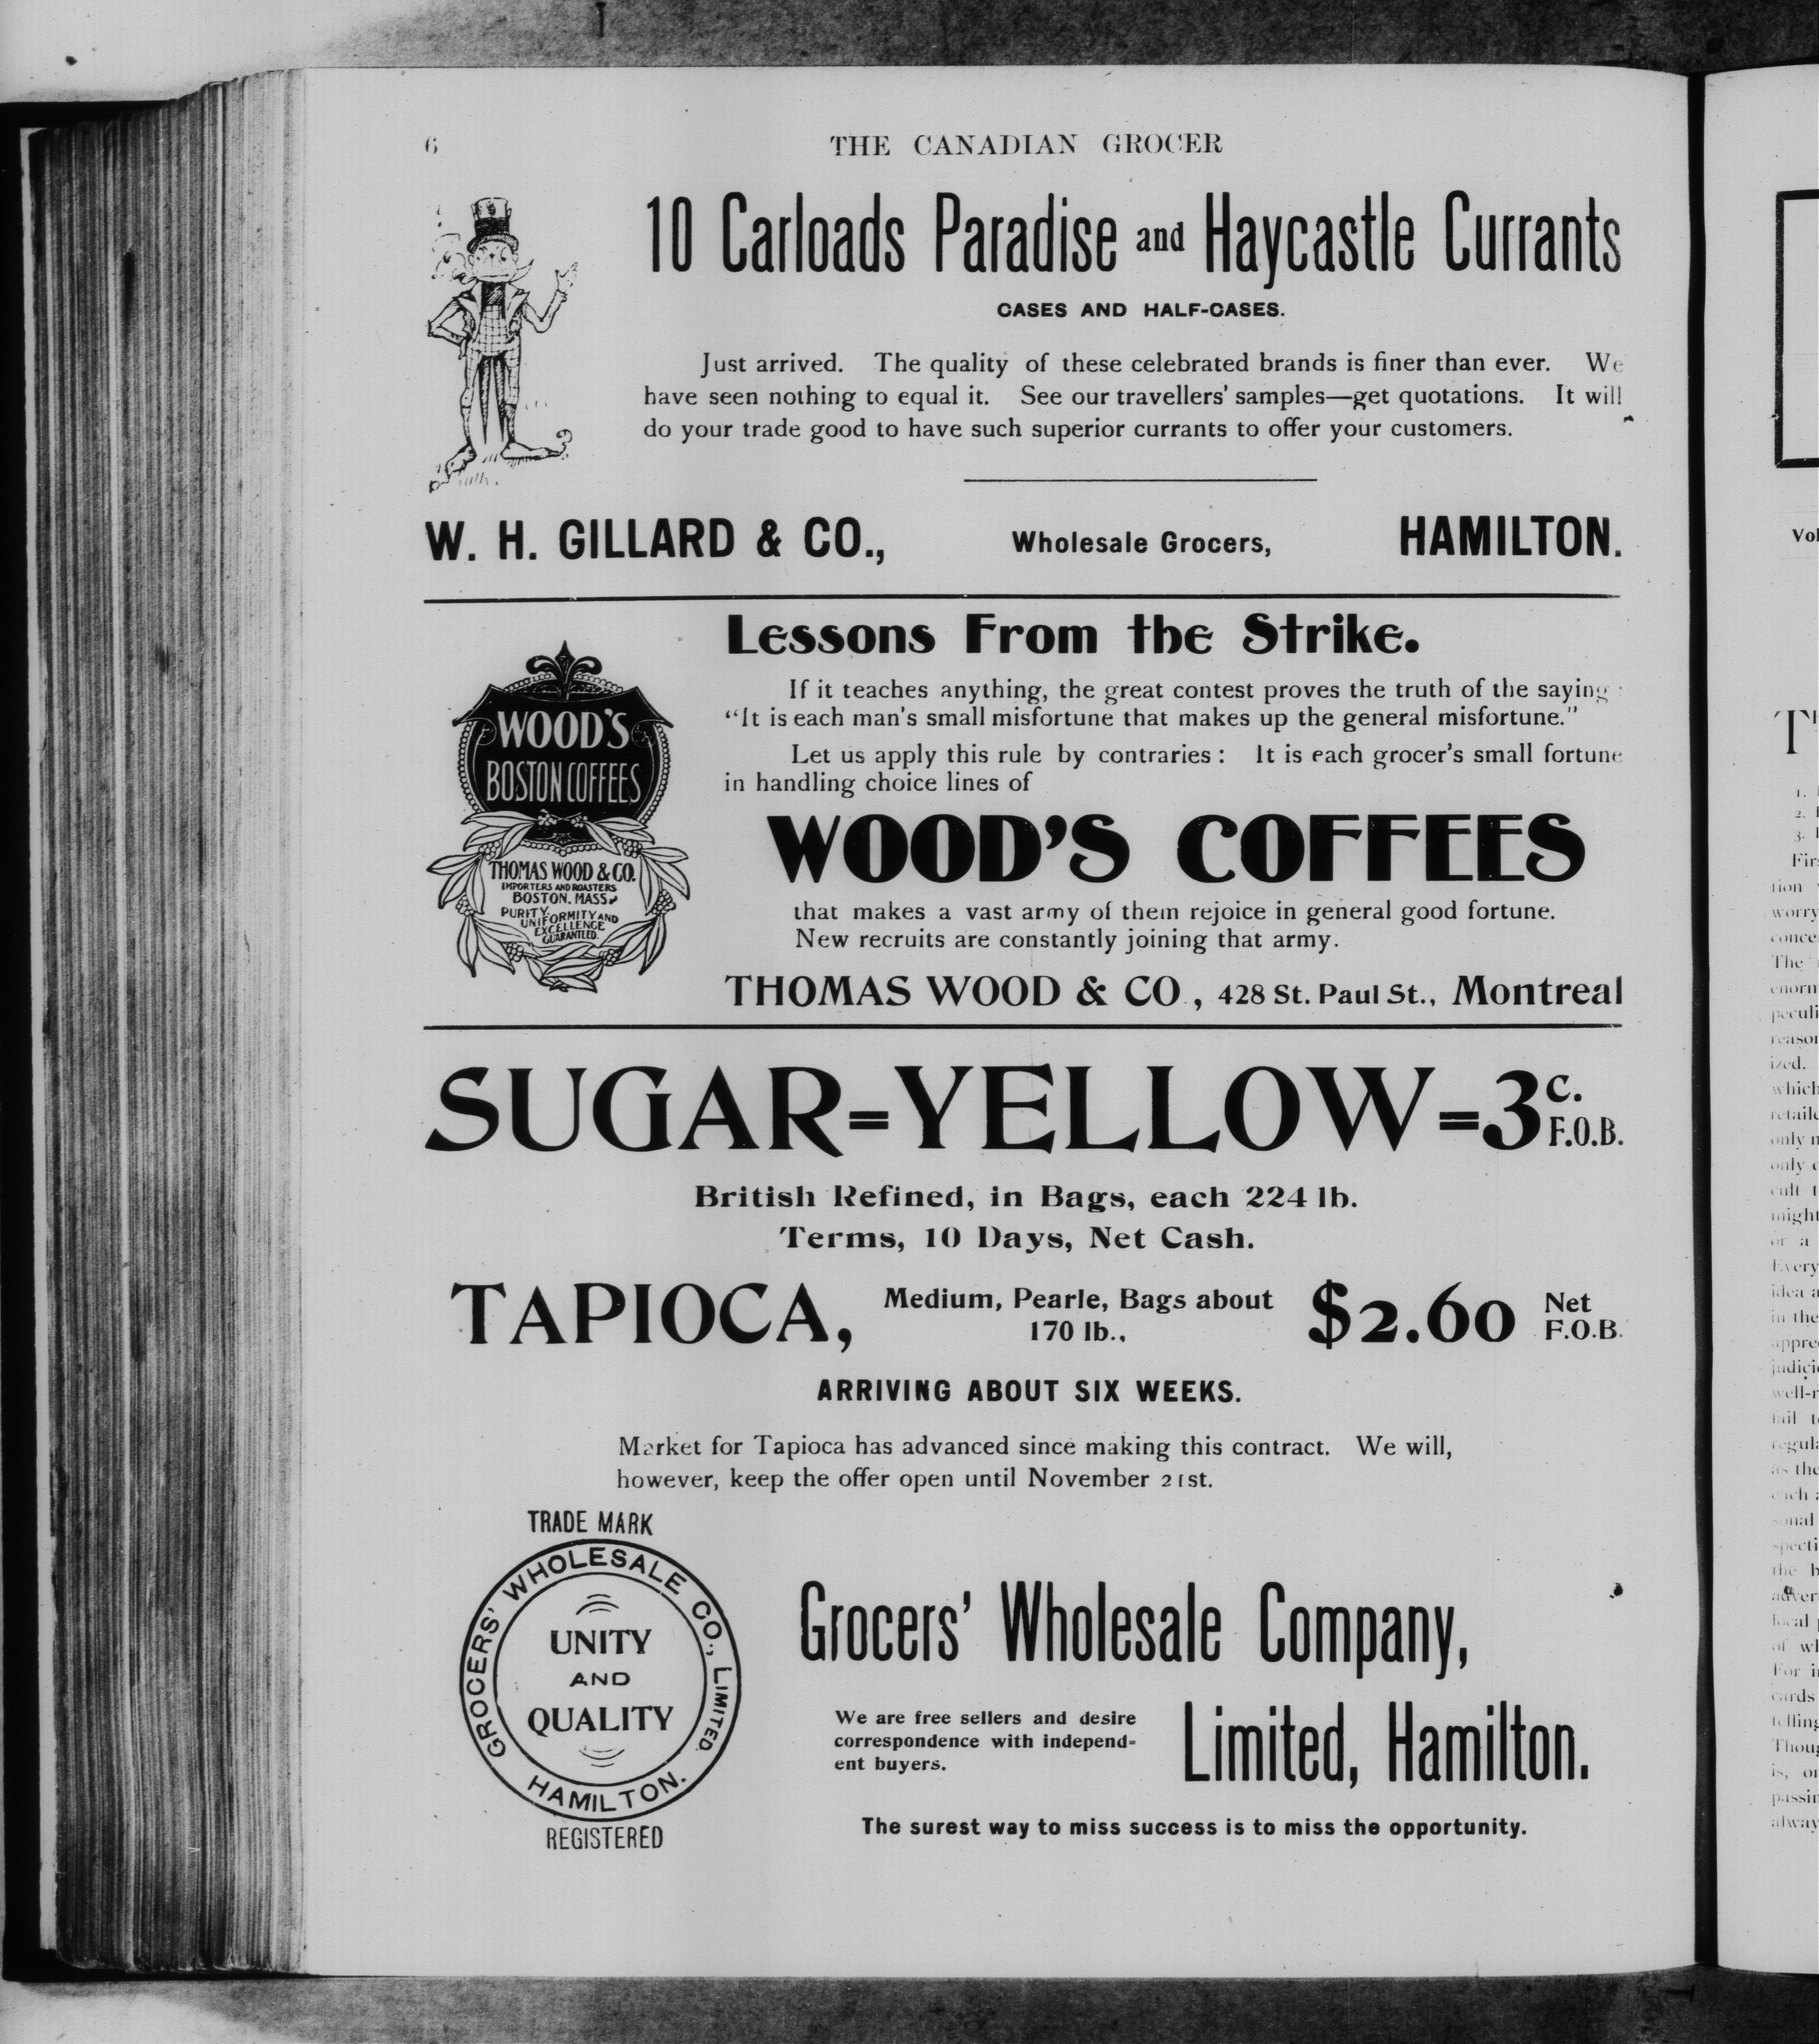 6
THE CANADIAN GROCER
10 Carloads Paradise and Haycastle Currants
CASES AND HALF-CASES.
Just arrived. The quality of these celebrated brands is finer than ever. We
have seen nothing to equal it. See our travellers' samples—get quotations. It will
do your trade good to have such superior currants to offer your customers.
W. H. GILLARD & CO., Wholesale Grocers, HAMILTON.
Lessons From the Strike.
If it teaches anything, the great contest proves the truth of the saying :
“It is each man's small misfortune that makes up the general misfortune.”
Let us apply this rule by contraries : It is each grocer's small fortune
in handling choice lines of
WOOD'S COFFEES
that makes a vast army of them rejoice in general good fortune.
New recruits are constantly joining that army.
THOMAS WOOD & CO., 428 St. Paul St., Montreal
WOOD'S
BOSTON COFFEES
THOMAS WOOD & CO.
IMPORTERS AND ROASTERS
BOSTON. MASS
PURITY
UNIFORMITY AND
EXCELLENCE
GUARANTEED.
SUGAR=YELLOW=3c. F.O.B.
British Refined, in Bags, each 224 lb.
Terms, 10 Days, Net Cash.
TAPIOCA, Medium, Pearle, Bags about 170 lb., $2.60 Net F.O.B.
ARRIVING ABOUT SIX WEEKS.
Market for Tapioca has advanced since making this contract. We will,
however, keep the offer open until November 21st.
TRADE MARK
GROCERS' WHOLESALE CO., LIMITED.
UNITY
AND
QUALITY
HAMILTON.
REGISTERED
Grocers' Wholesale Company,
Limited, Hamilton.
We are free sellers and desire
correspondence with independ=
ent buyers.
The surest way to miss success is to miss the opportunity.